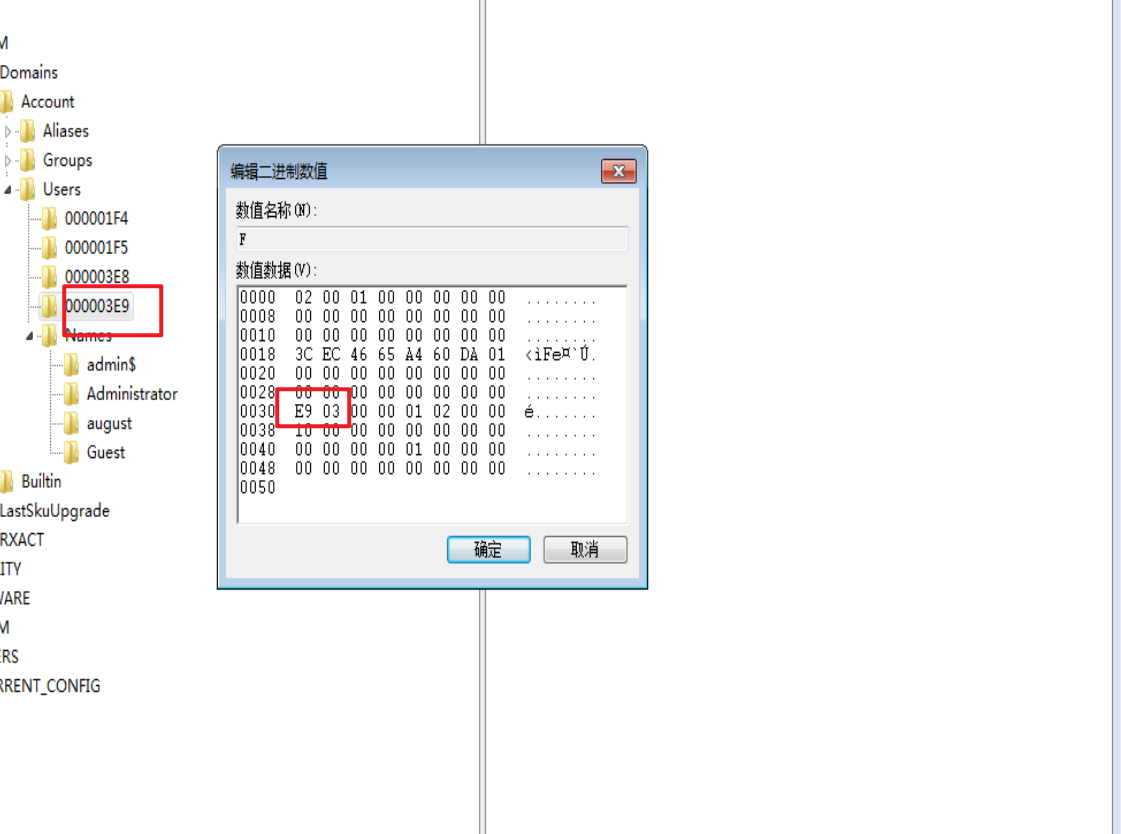 M
Domains
Account
Aliases
Groups
Users
000001F4
000001F5
000003E8
000003E9
Names
admin$
Administrator
august
Guest
Builtin
LastSkuUpgrade
RXACT
ITY
WARE
M
ERS
RRENT_CONFIG
编辑二进制数值
数值名称(N):
F
数值数据(V):
0000 02 00 01 00 00 00 00 00 ........
0008 00 00 00 00 00 00 00 00 ........
0010 00 00 00 00 00 00 00 00 ........
0018 3C EC 46 65 A4 60 DA 01 <ìFe¤`Ú.
0020 00 00 00 00 00 00 00 00 ........
0028 00 00 00 00 00 00 00 00 ........
0030 E9 03 00 00 01 02 00 00 é.......
0038 10 00 00 00 00 00 00 00 ........
0040 00 00 00 00 01 00 00 00 ........
0048 00 00 00 00 00 00 00 00 ........
0050
确定
取消